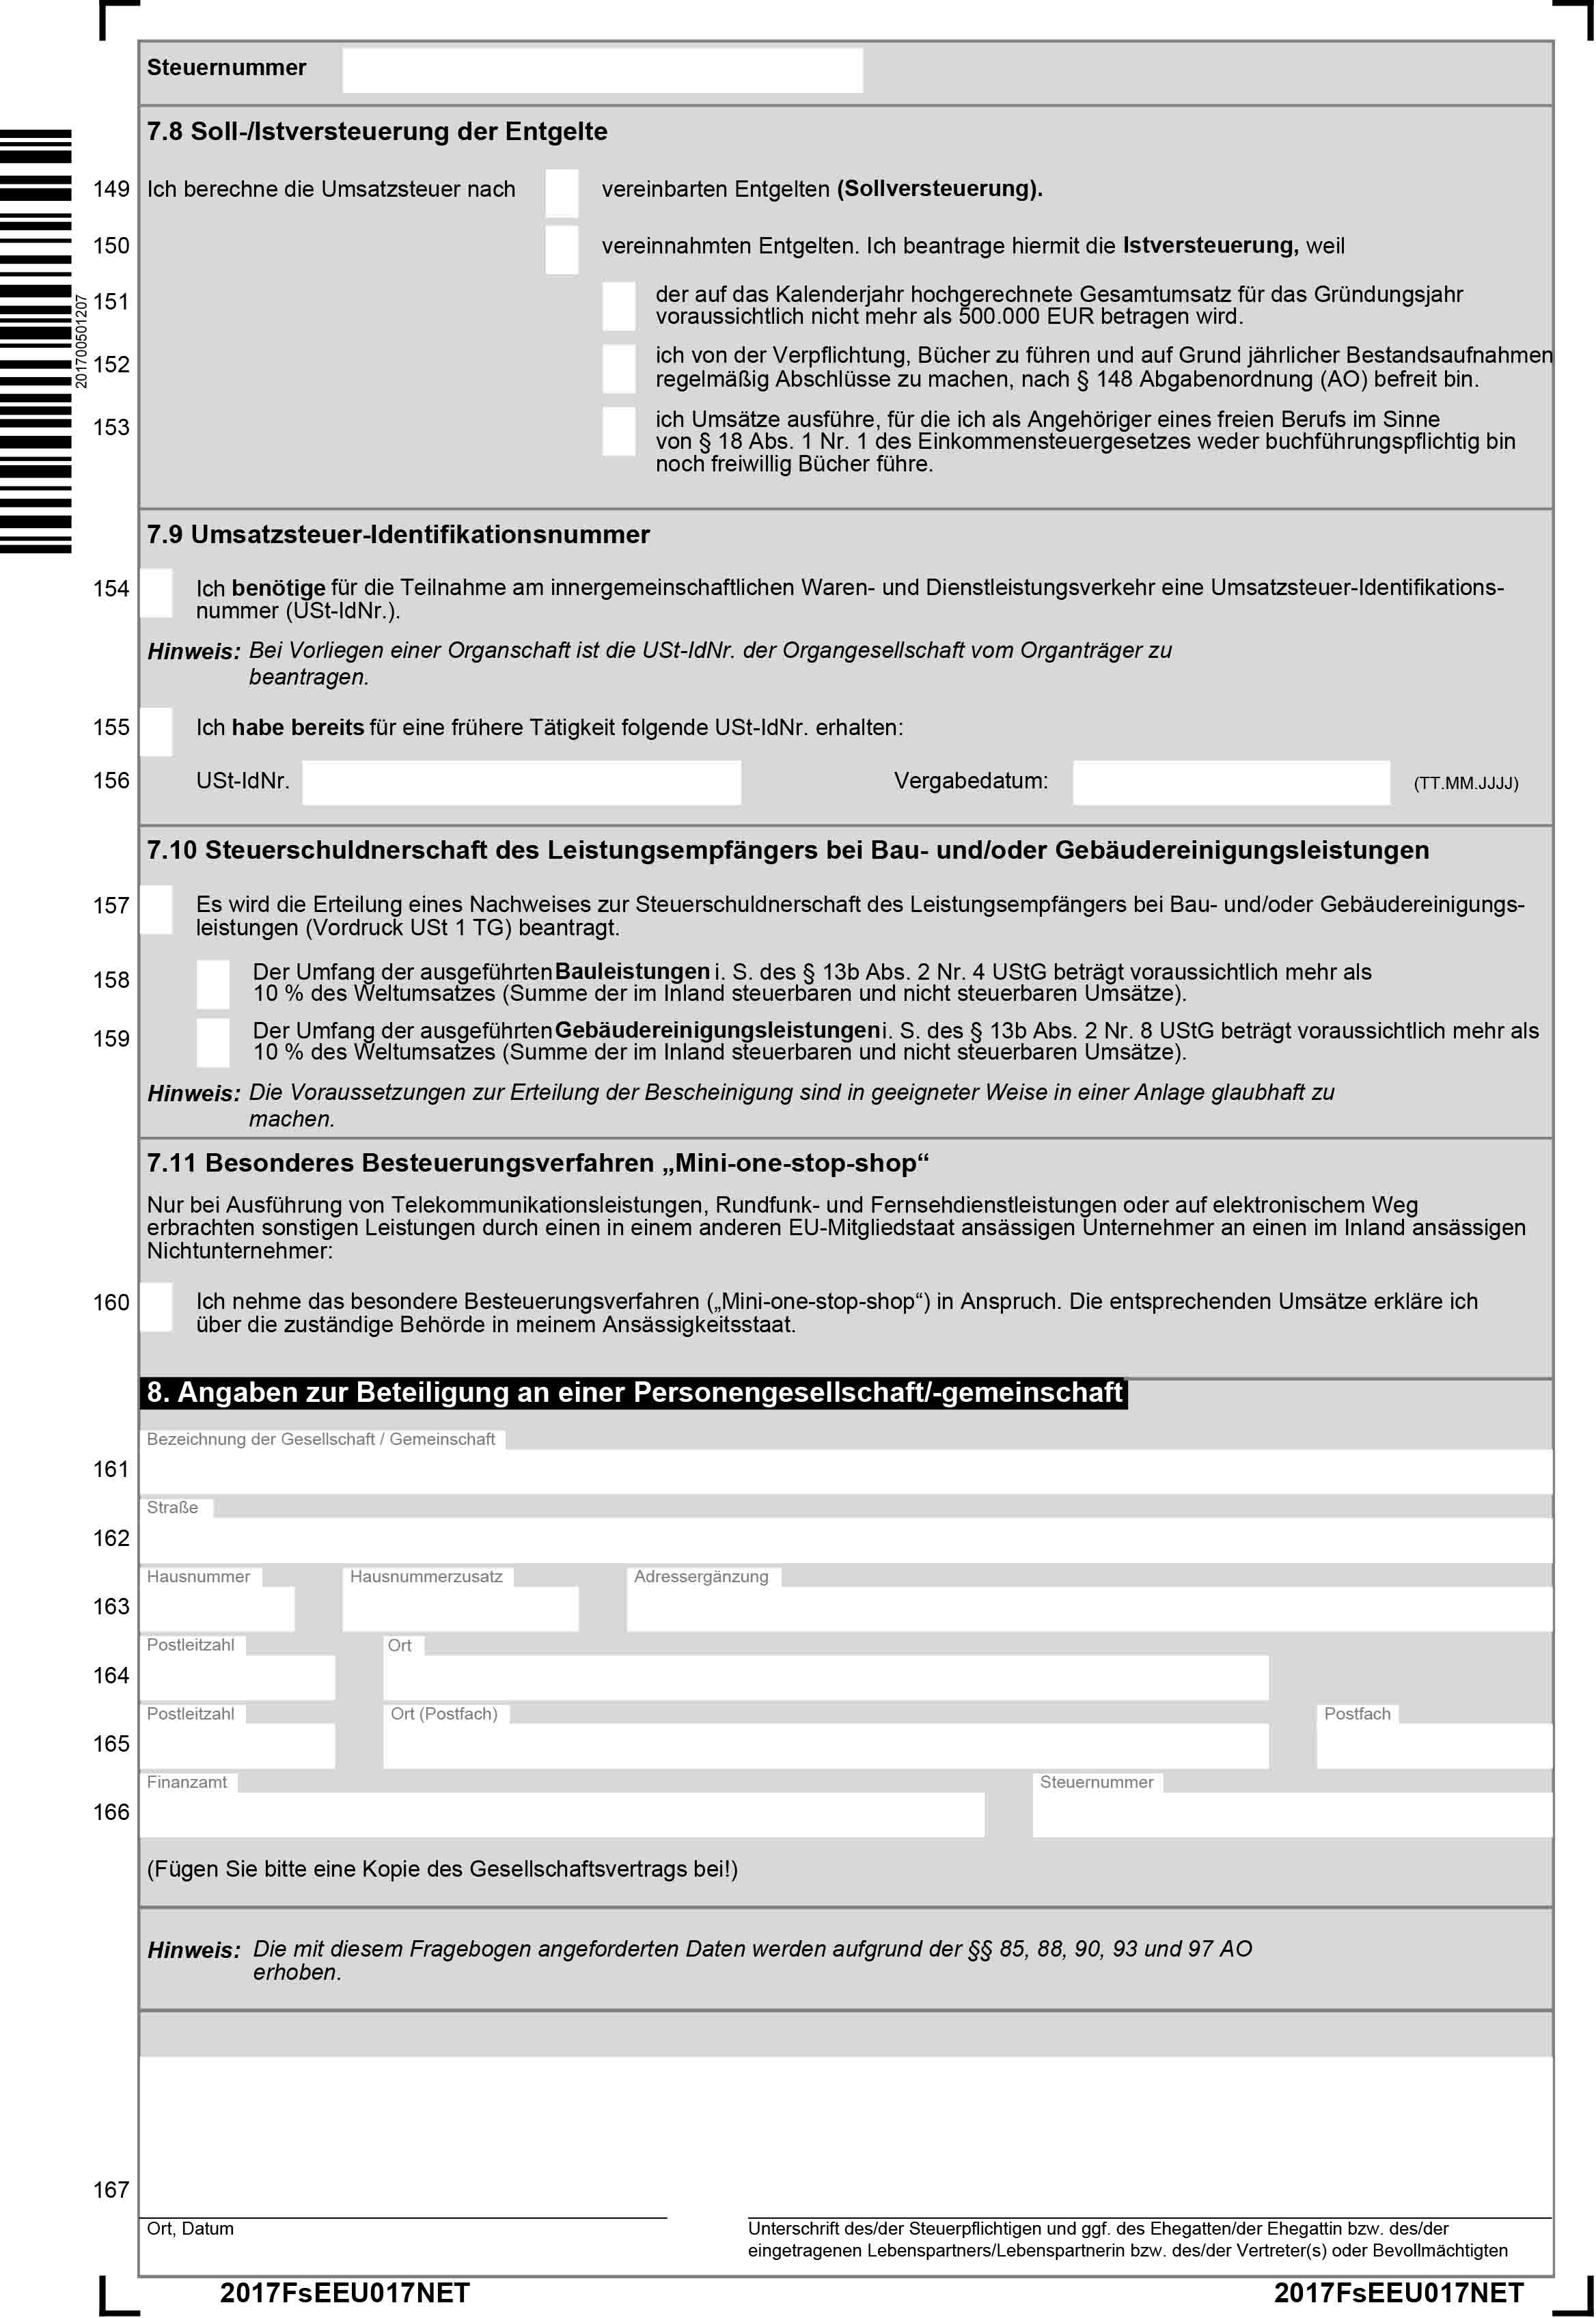 Steuernummer
7.8 Soll-/Istversteuerung der Entgelte
149 Ich berechne die Umsatzsteuer nach vereinbarten Entgelten (Sollversteuerung).
150 vereinnahmten Entgelten. Ich beantrage hiermit die Istversteuerung, weil
151 der auf das Kalenderjahr hochgerechnete Gesamtumsatz für das Gründungsjahr
voraussichtlich nicht mehr als 500.000 EUR betragen wird.
201700501207
152 ich von der Verpflichtung, Bücher zu führen und auf Grund jährlicher Bestandsaufnahmen
regelmäßig Abschlüsse zu machen, nach § 148 Abgabenordnung (AO) befreit bin.
153 ich Umsätze ausführe, für die ich als Angehöriger eines freien Berufs im Sinne
von § 18 Abs. 1 Nr. 1 des Einkommensteuergesetzes weder buchführungspflichtig bin
noch freiwillig Bücher führe.
7.9 Umsatzsteuer-Identifikationsnummer
154 Ich benötige für die Teilnahme am innergemeinschaftlichen Waren- und Dienstleistungsverkehr eine Umsatzsteuer-Identifikations-
nummer (USt-IdNr.).
Hinweis: Bei Vorliegen einer Organschaft ist die USt-IdNr. der Organgesellschaft vom Organträger zu
beantragen.
155 Ich habe bereits für eine frühere Tätigkeit folgende USt-IdNr. erhalten:
156 USt-IdNr. Vergabedatum: (TT.MM.JJJJ)
7.10 Steuerschuldnerschaft des Leistungsempfängers bei Bau- und/oder Gebäudereinigungsleistungen
157 Es wird die Erteilung eines Nachweises zur Steuerschuldnerschaft des Leistungsempfängers bei Bau- und/oder Gebäudereinigungs-
leistungen (Vordruck USt 1 TG) beantragt.
158 Der Umfang der ausgeführten Bauleistungen i. S. des § 13b Abs. 2 Nr. 4 UStG beträgt voraussichtlich mehr als
10 % des Weltumsatzes (Summe der im Inland steuerbaren und nicht steuerbaren Umsätze).
159 Der Umfang der ausgeführten Gebäudereinigungsleistungen i. S. des § 13b Abs. 2 Nr. 8 UStG beträgt voraussichtlich mehr als
10 % des Weltumsatzes (Summe der im Inland steuerbaren und nicht steuerbaren Umsätze).
Hinweis: Die Voraussetzungen zur Erteilung der Bescheinigung sind in geeigneter Weise in einer Anlage glaubhaft zu
machen.
7.11 Besonderes Besteuerungsverfahren „Mini-one-stop-shop“
Nur bei Ausführung von Telekommunikationsleistungen, Rundfunk- und Fernsehdienstleistungen oder auf elektronischem Weg
erbrachten sonstigen Leistungen durch einen in einem anderen EU-Mitgliedstaat ansässigen Unternehmer an einen im Inland ansässigen
Nichtunternehmer:
160 Ich nehme das besondere Besteuerungsverfahren („Mini-one-stop-shop“) in Anspruch. Die entsprechenden Umsätze erkläre ich
über die zuständige Behörde in meinem Ansässigkeitsstaat.
8. Angaben zur Beteiligung an einer Personengesellschaft/-gemeinschaft
Bezeichnung der Gesellschaft / Gemeinschaft
161
Straße
162
Hausnummer Hausnummerzusatz Adressergänzung
163
Postleitzahl Ort
164
Postleitzahl Ort (Postfach) Postfach
165
Finanzamt Steuernummer
166
(Fügen Sie bitte eine Kopie des Gesellschaftsvertrags bei!)
Hinweis: Die mit diesem Fragebogen angeforderten Daten werden aufgrund der §§ 85, 88, 90, 93 und 97 AO
erhoben.
167
Ort, Datum Unterschrift des/der Steuerpflichtigen und ggf. des Ehegatten/der Ehegattin bzw. des/der
eingetragenen Lebenspartners/Lebenspartnerin bzw. des/der Vertreter(s) oder Bevollmächtigten
2017FsEEU017NET 2017FsEEU017NET